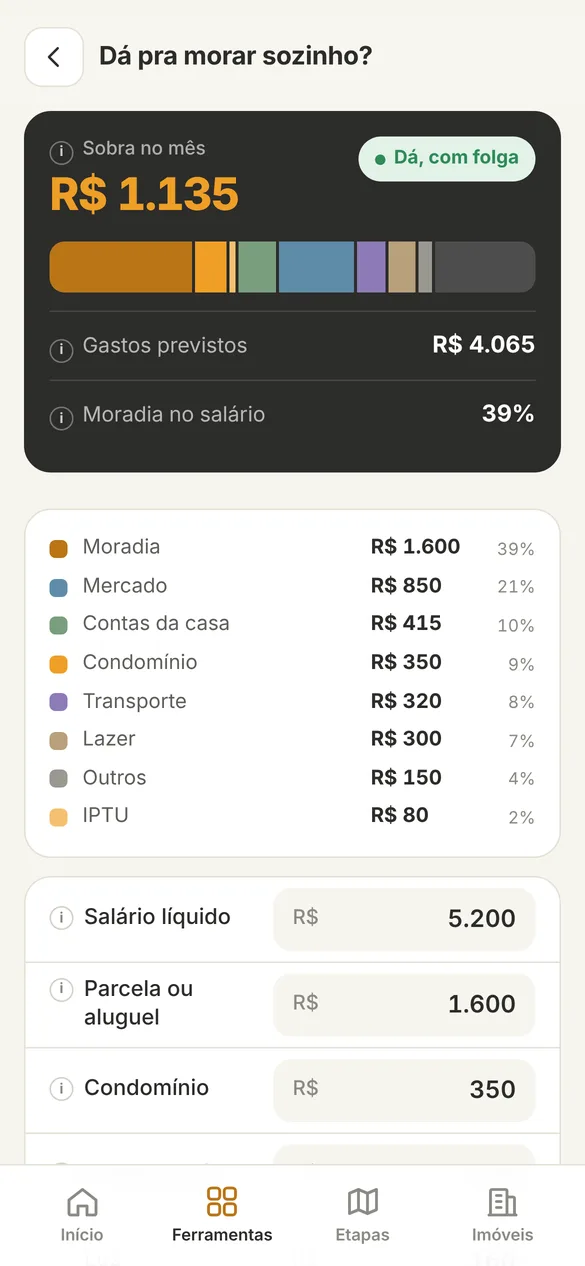 Dá pra morar sozinho?
Sobra no mês
Dá, com folga
R$ 1.135
Gastos previstos R$ 4.065
Moradia no salário 39%
Moradia R$ 1.600 39%
Mercado R$ 850 21%
Contas da casa R$ 415 10%
Condomínio R$ 350 9%
Transporte R$ 320 8%
Lazer R$ 300 7%
Outros R$ 150 4%
IPTU R$ 80 2%
Salário líquido R$ 5.200
Parcela ou
aluguel R$ 1.600
Condomínio R$ 350
Início Ferramentas Etapas Imóveis